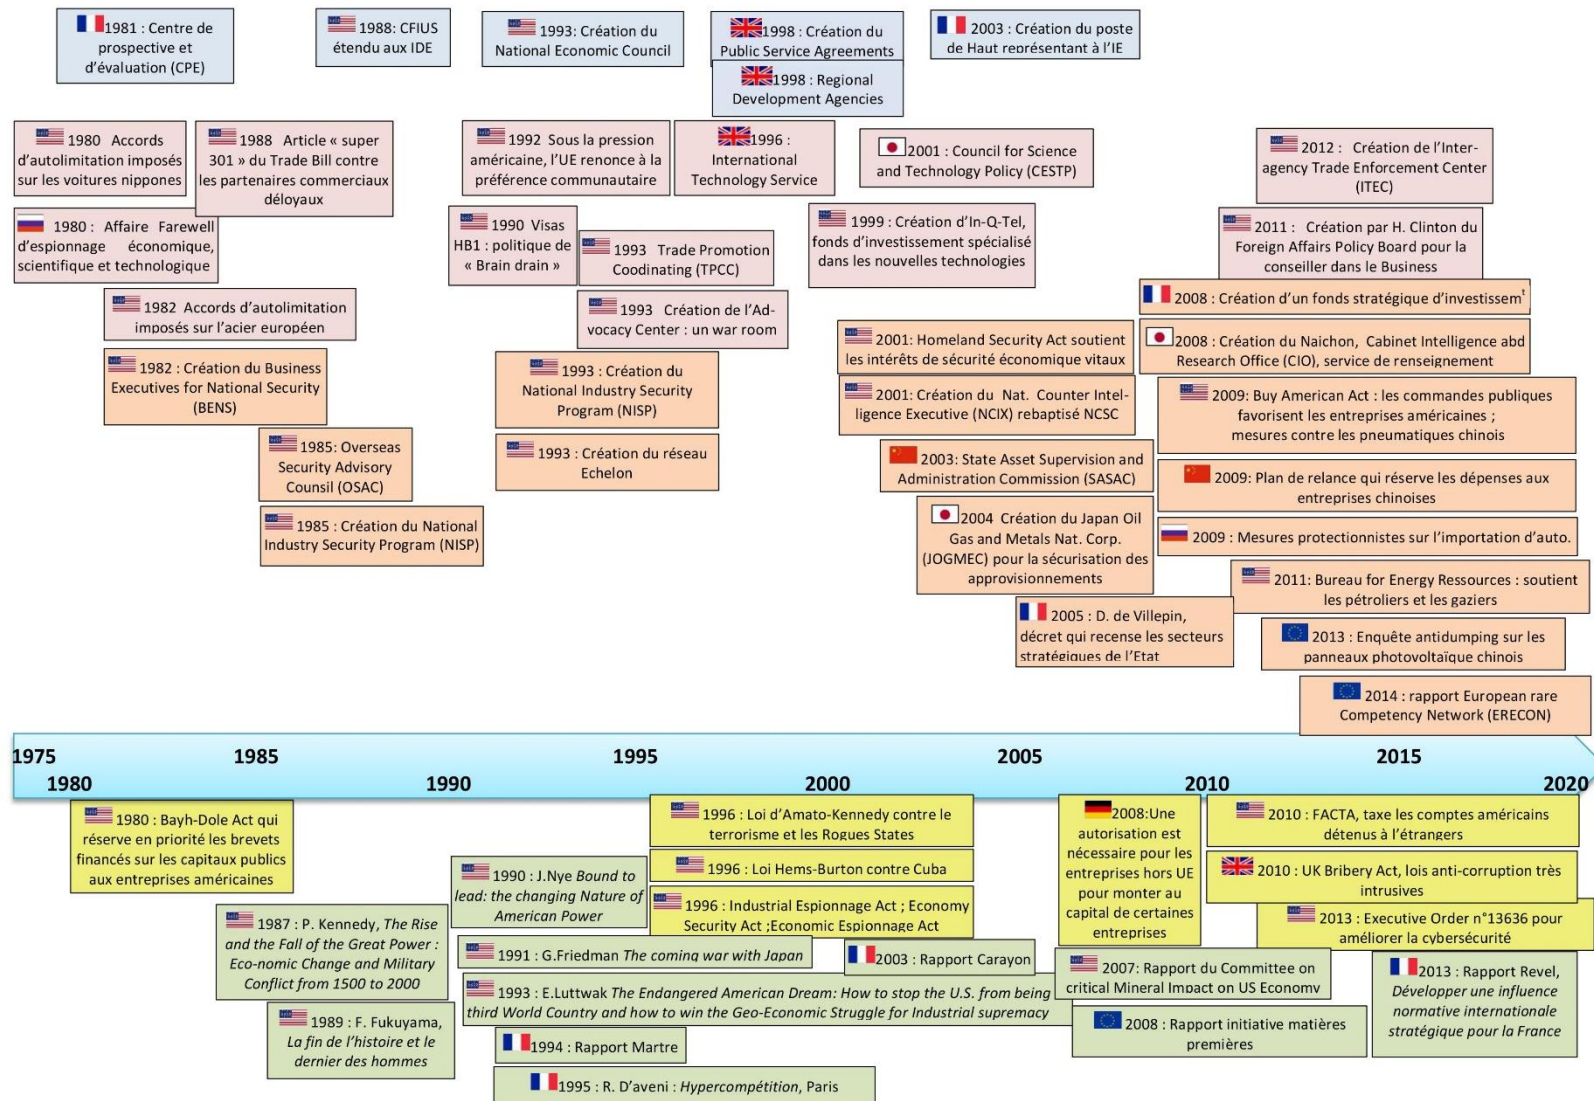 1981 : Centre de
prospective et
d'évaluation (CPE)
1988: CFIUS
étendu aux IDE
1993: Création du
National Economic Council
1998 : Création du
Public Service Agreements
1998 : Regional
Development Agencies
2003 : Création du poste
de Haut représentant à l'IE
1980 Accords
d'autolimitation imposés
sur les voitures nippones
1988 Article « super
301 » du Trade Bill contre
les partenaires commerciaux
déloyaux
1992 Sous la pression
américaine, l'UE renonce à la
préférence communautaire
1996 :
International
Technology Service
2001 : Council for Science
and Technology Policy (CESTP)
2012 : Création de l'Inter-
agency Trade Enforcement Center
(ITEC)
1980 : Affaire Farewell
d'espionnage économique,
scientifique et technologique
1990 Visas
HB1 : politique de
« Brain drain »
1993 Trade Promotion
Coodinating (TPCC)
1999 : Création d'In-Q-Tel,
fonds d'investissement spécialisé
dans les nouvelles technologies
2011 : Création par H. Clinton du
Foreign Affairs Policy Board pour la
conseiller dans le Business
1982 Accords d'autolimitation
imposés sur l'acier européen
1993 Création de l'Ad-
vocacy Center : un war room
2008 : Création d'un fonds stratégique d'investissemt
1982 : Création du Business
Executives for National Security
(BENS)
1993 : Création du
National Industry Security
Program (NISP)
2001: Homeland Security Act soutient
les intérêts de sécurité économique vitaux
2008 : Création du Naichon, Cabinet Intelligence abd
Research Office (CIO), service de renseignement
2001: Création du Nat. Counter Intel-
ligence Executive (NCIX) rebaptisé NCSC
2009: Buy American Act : les commandes publiques
favorisent les entreprises américaines ;
mesures contre les pneumatiques chinois
1985: Overseas
Security Advisory
Counsil (OSAC)
1993 : Création du réseau
Echelon
2003: State Asset Supervision and
Administration Commission (SASAC)
2009: Plan de relance qui réserve les dépenses aux
entreprises chinoises
1985 : Création du National
Industry Security Program (NISP)
2004 Création du Japan Oil
Gas and Metals Nat. Corp.
(JOGMEC) pour la sécurisation des
approvisionnements
2009 : Mesures protectionnistes sur l'importation d'auto.
2011: Bureau for Energy Ressources : soutient
les pétroliers et les gaziers
2005 : D. de Villepin,
décret qui recense les secteurs
stratégiques de l'Etat
2013 : Enquête antidumping sur les
panneaux photovoltaïque chinois
2014 : rapport European rare
Competency Network (ERECON)
1975 1985 1995 2005 2015
1980 1990 2000 2010 2020
1980 : Bayh-Dole Act qui
réserve en priorité les brevets
financés sur les capitaux publics
aux entreprises américaines
1996 : Loi d'Amato-Kennedy contre le
terrorisme et les Rogues States
2008:Une
autorisation est
nécessaire pour les
entreprises hors UE
pour monter au
capital de certaines
entreprises
2010 : FACTA, taxe les comptes américains
détenus à l'étrangers
1990 : J.Nye Bound to
lead: the changing Nature of
American Power
1996 : Loi Hems-Burton contre Cuba
2010: UK Bribery Act, lois anti-corruption très
intrusives
1996 : Industrial Espionnage Act ; Economy
Security Act ;Economic Espionnage Act
2013 : Executive Order n°13636 pour
améliorer la cybersécurité
1987 : P. Kennedy, The Rise
and the Fall of the Great Power :
Eco-nomic Change and Military
Conflict from 1500 to 2000
1991 : G.Friedman The coming war with Japan
2003 : Rapport Carayon
2007: Rapport du Committee on
critical Mineral Impact on US Economy
2013 : Rapport Revel,
Développer une influence
normative internationale
stratégique pour la France
1993 : E.Luttwak The Endangered American Dream: How to stop the U.S. from being
third World Country and how to win the Geo-Economic Struggle for Industrial supremacy
1989 : F. Fukuyama,
La fin de l'histoire et le
dernier des hommes
2008 : Rapport initiative matières
premières
1994 : Rapport Martre
1995 : R. D'aveni : Hypercompétition, Paris